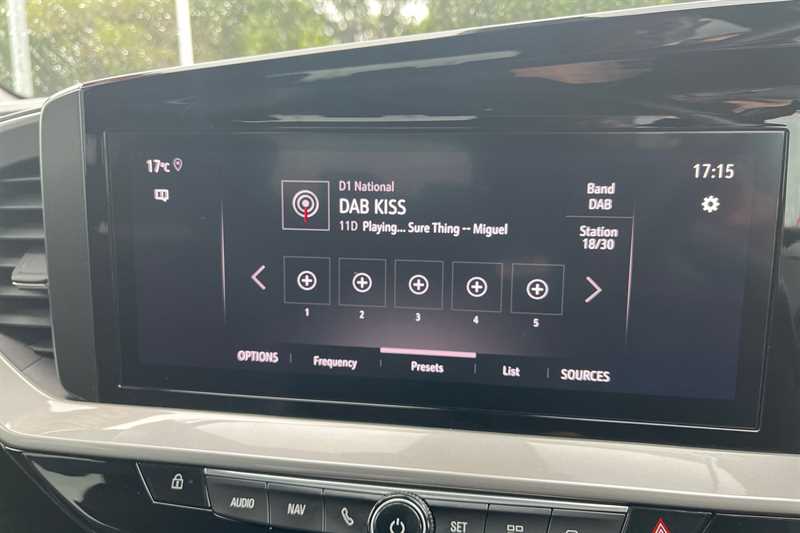 17°C
17:15
D1 National
DAB KISS
11D Playing... Sure Thing -- Miguel
Band
DAB
Station
18/30
1 2 3 4 5
OPTIONS Frequency Presets List SOURCES
AUDIO NAV SET